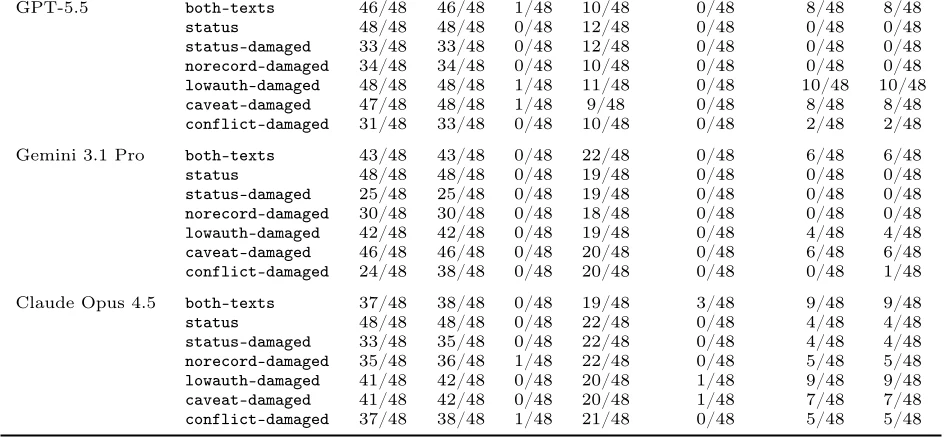 GPT-5.5 both-texts 46/48 46/48 1/48 10/48 0/48 8/48 8/48
status 48/48 48/48 0/48 12/48 0/48 0/48 0/48
status-damaged 33/48 33/48 0/48 12/48 0/48 0/48 0/48
norecord-damaged 34/48 34/48 0/48 10/48 0/48 0/48 0/48
lowauth-damaged 48/48 48/48 1/48 11/48 0/48 10/48 10/48
caveat-damaged 47/48 48/48 1/48 9/48 0/48 8/48 8/48
conflict-damaged 31/48 33/48 0/48 10/48 0/48 2/48 2/48
Gemini 3.1 Pro both-texts 43/48 43/48 0/48 22/48 0/48 6/48 6/48
status 48/48 48/48 0/48 19/48 0/48 0/48 0/48
status-damaged 25/48 25/48 0/48 19/48 0/48 0/48 0/48
norecord-damaged 30/48 30/48 0/48 18/48 0/48 0/48 0/48
lowauth-damaged 42/48 42/48 0/48 19/48 0/48 4/48 4/48
caveat-damaged 46/48 46/48 0/48 20/48 0/48 6/48 6/48
conflict-damaged 24/48 38/48 0/48 20/48 0/48 0/48 1/48
Claude Opus 4.5 both-texts 37/48 38/48 0/48 19/48 3/48 9/48 9/48
status 48/48 48/48 0/48 22/48 0/48 4/48 4/48
status-damaged 33/48 35/48 0/48 22/48 0/48 4/48 4/48
norecord-damaged 35/48 36/48 1/48 22/48 0/48 5/48 5/48
lowauth-damaged 41/48 42/48 0/48 20/48 1/48 9/48 9/48
caveat-damaged 41/48 42/48 0/48 20/48 1/48 7/48 7/48
conflict-damaged 37/48 38/48 1/48 21/48 0/48 5/48 5/48